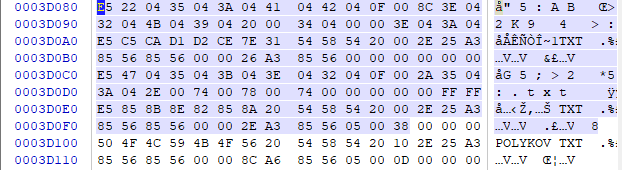 0003D080 E5 22 04 35 04 3A 04 41 04 42 04 0F 00 8C 3E 04 å" 5 : A B Œ>
0003D090 32 04 4B 04 39 04 20 00 34 04 00 00 3E 04 3A 04 2 K 9 4 > :
0003D0A0 E5 C5 CA D1 D2 CE 7E 31 54 58 54 20 00 2E 25 A3 åÅÊÑÒÎ~1TXT .%£
0003D0B0 85 56 85 56 00 00 26 A3 85 56 00 00 00 00 00 00 …V…V &£…V
0003D0C0 E5 47 04 35 04 3B 04 3E 04 32 04 0F 00 2A 35 04 åG 5 ; > 2 *5
0003D0D0 3A 04 2E 00 74 00 78 00 74 00 00 00 00 00 FF FF : . t x t ÿÿ
0003D0E0 E5 85 8B 8E 82 85 8A 20 54 58 54 20 00 2E 25 A3 å…‹Ž‚…Š TXT .%£
0003D0F0 85 56 85 56 00 00 2E A3 85 56 05 00 38 00 00 00 …V…V .£…V 8
0003D100 50 4F 4C 59 4B 4F 56 20 54 58 54 20 10 2E 25 A3 POLYKOV TXT .%£
0003D110 85 56 85 56 00 00 8C A6 85 56 05 00 0D 00 00 00 …V…V Œ¦…V